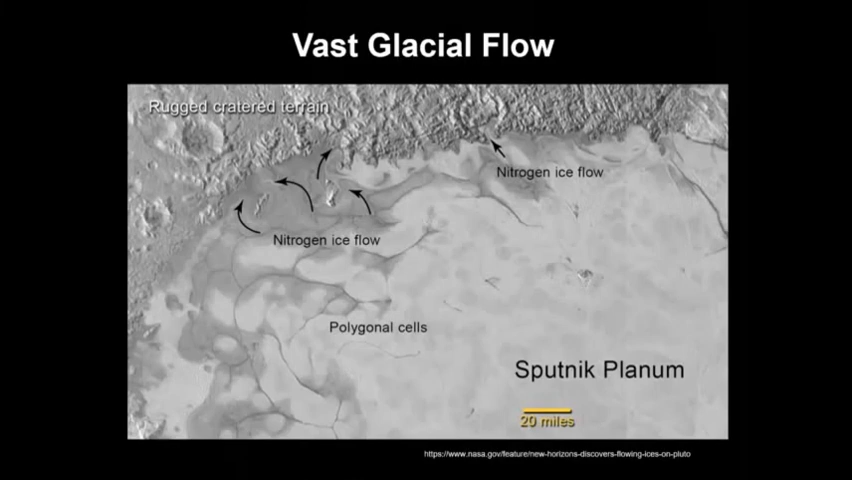 Vast Glacial Flow
Rugged cratered terrain
Nitrogen ice flow
Nitrogen ice flow
Polygonal cells
Sputnik Planum
20 miles
https://www.nasa.gov/feature/new-horizons-discovers-flowing-ices-on-pluto